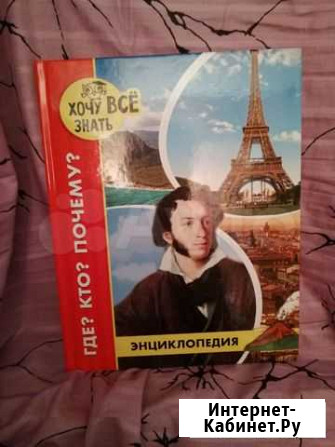 ХОЧУ ВСЁ
ЗНАТЬ
ГДЕ? КТО? ПОЧЕМУ?
ЭНЦИКЛОПЕДИЯ
Интернет-
Кабинет.Ру